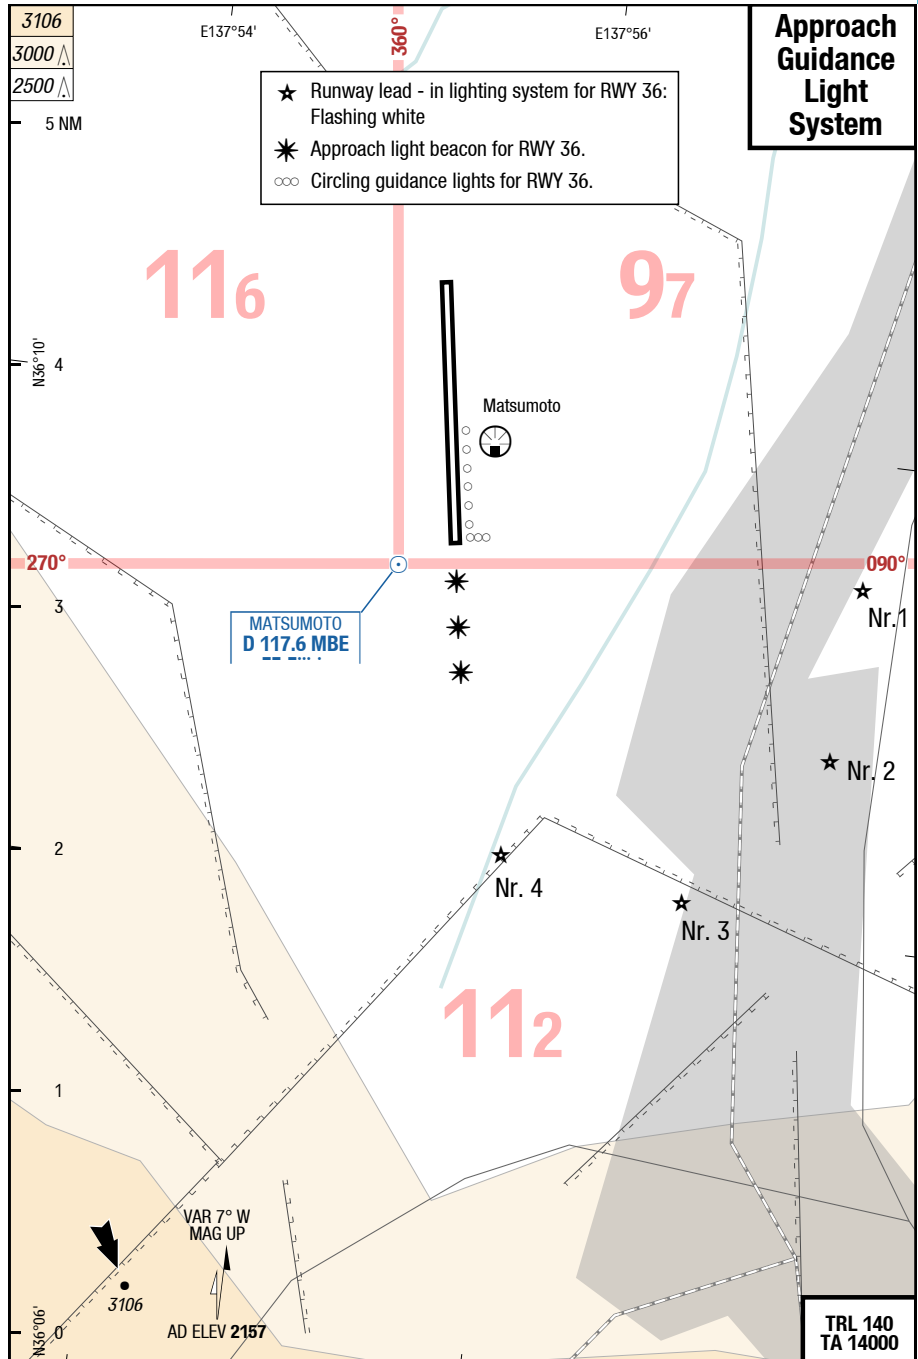 3106
3000
2500
E137°54'
360°
E137°56'
Approach
Guidance
Light
System
Runway lead - in lighting system for RWY 36:
Flashing white
Approach light beacon for RWY 36.
Circling guidance lights for RWY 36.
5 NM
116
97
N36°10'
4
Matsumoto
270°
090°
3
MATSUMOTO
D 117.6 MBE
Nr.1
Nr. 2
2
Nr. 4
Nr. 3
112
1
VAR 7° W
MAG UP
3106
AD ELEV 2157
N36°06'
0
TRL 140
TA 14000